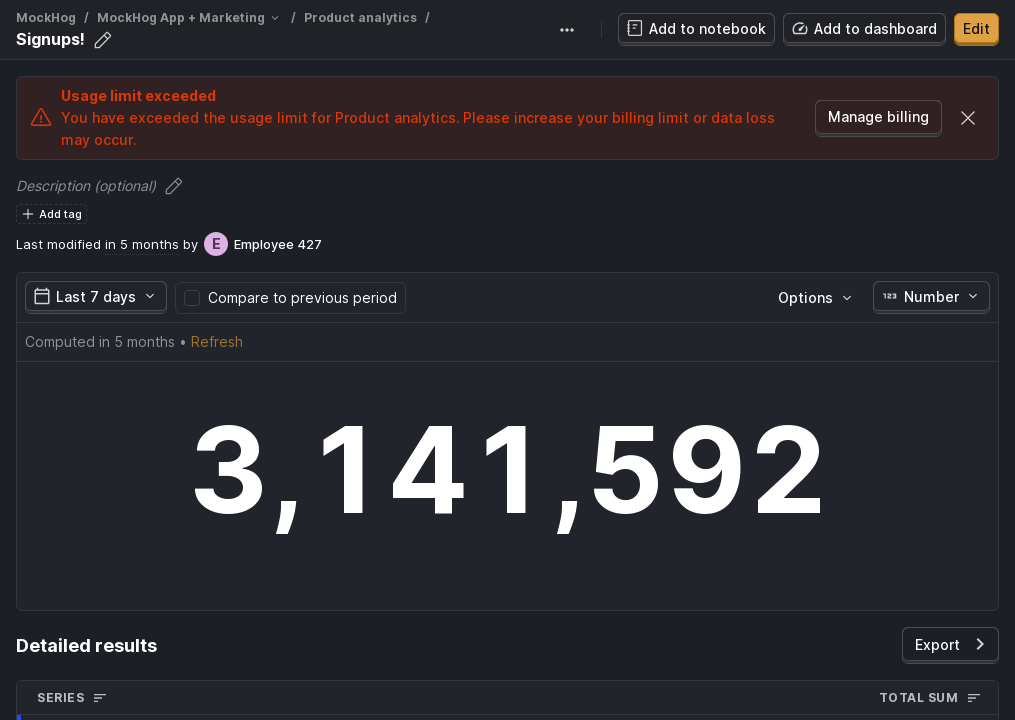 MockHog / MockHog App + Marketing / Product analytics /
Signups!
Add to notebook
Add to dashboard
Edit
Usage limit exceeded
You have exceeded the usage limit for Product analytics. Please increase your billing limit or data loss
may occur.
Manage billing
Description (optional)
Add tag
Last modified in 5 months by E Employee 427
Last 7 days
Compare to previous period
Options
123 Number
Computed in 5 months • Refresh
3,141,592
Detailed results
Export
SERIES
TOTAL SUM